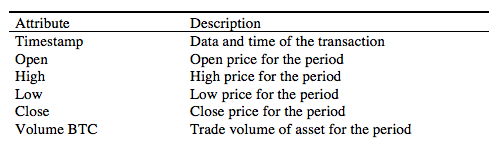 Attribute Description
Timestamp Data and time of the transaction
Open Open price for the period
High High price for the period
Low Low price for the period
Close Close price for the period
Volume BTC Trade volume of asset for the period